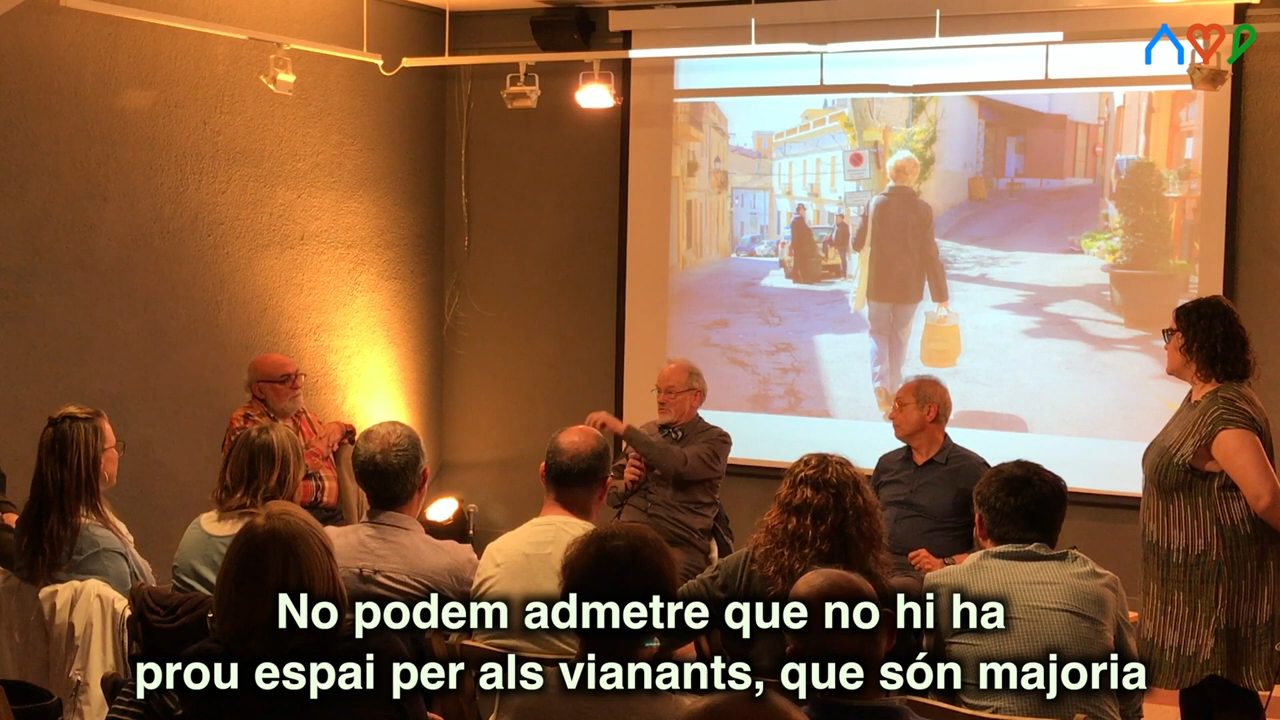 No podem admetre que no hi ha
prou espai per als vianants, que són majoria